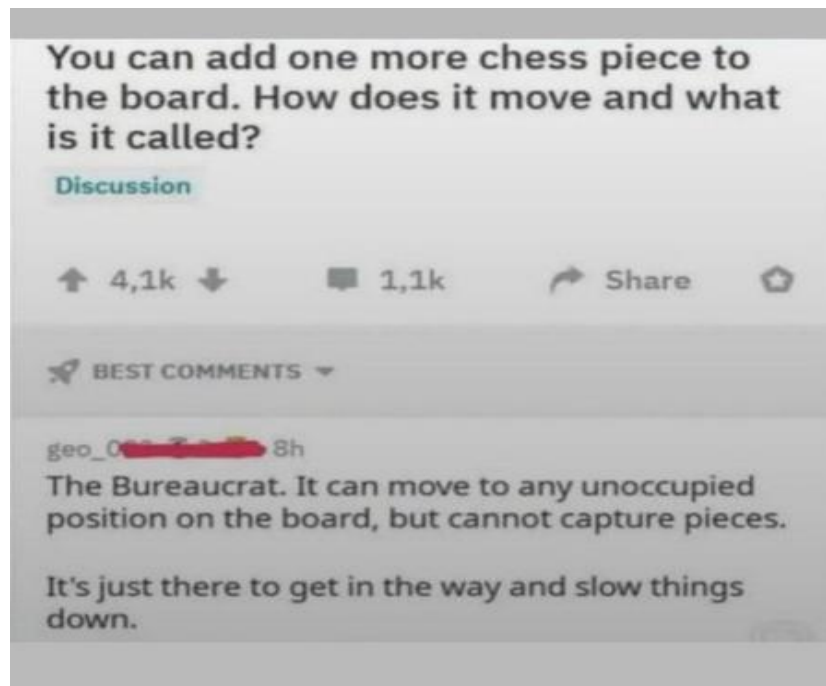 You can add one more chess piece to
the board. How does it move and what
is it called?
Discussion
4,1k
1,1k
Share
BEST COMMENTS
8h
The Bureaucrat. It can move to any unoccupied
position on the board, but cannot capture pieces.
It's just there to get in the way and slow things
down.